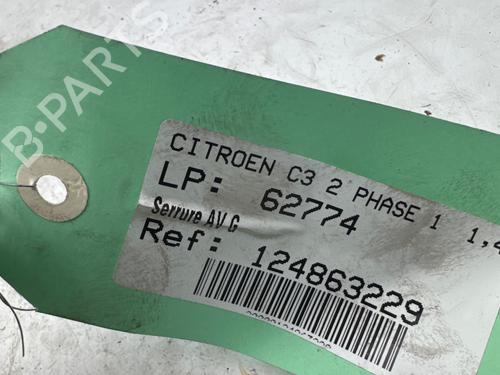 B-PARTS
CITROEN C3 2 PHASE 1 1,4
LP: 62774
Serrure AV G
Ref: 124863229